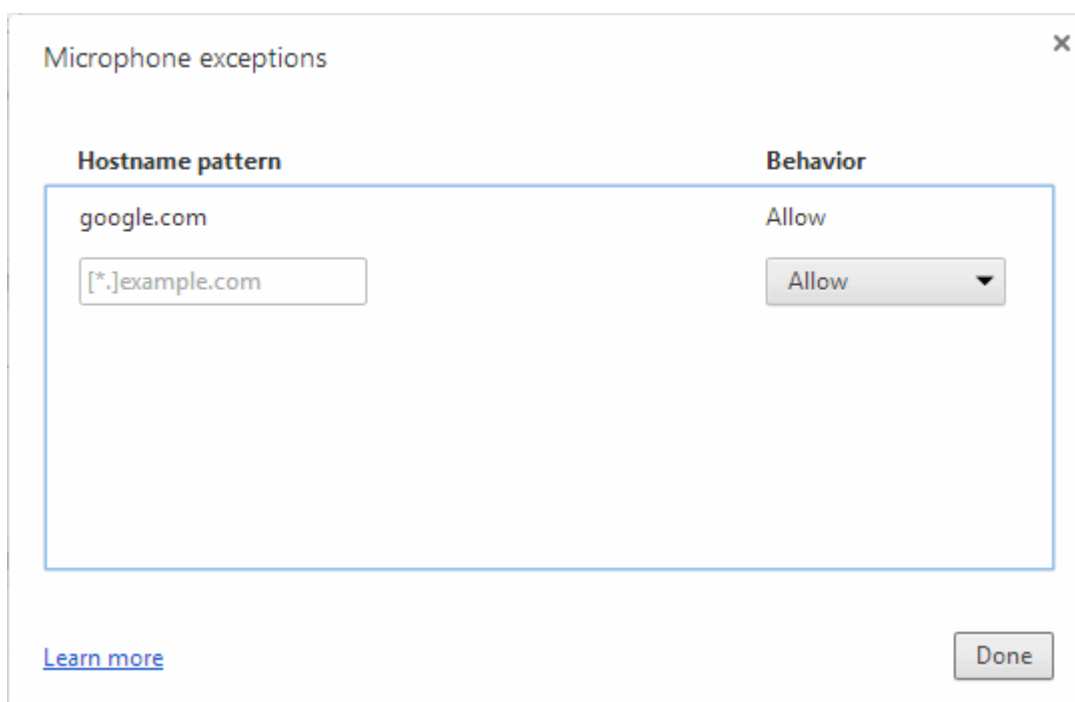 Microphone exceptions
Hostname pattern Behavior
google.com Allow
[*.]example.com Allow
Learn more Done